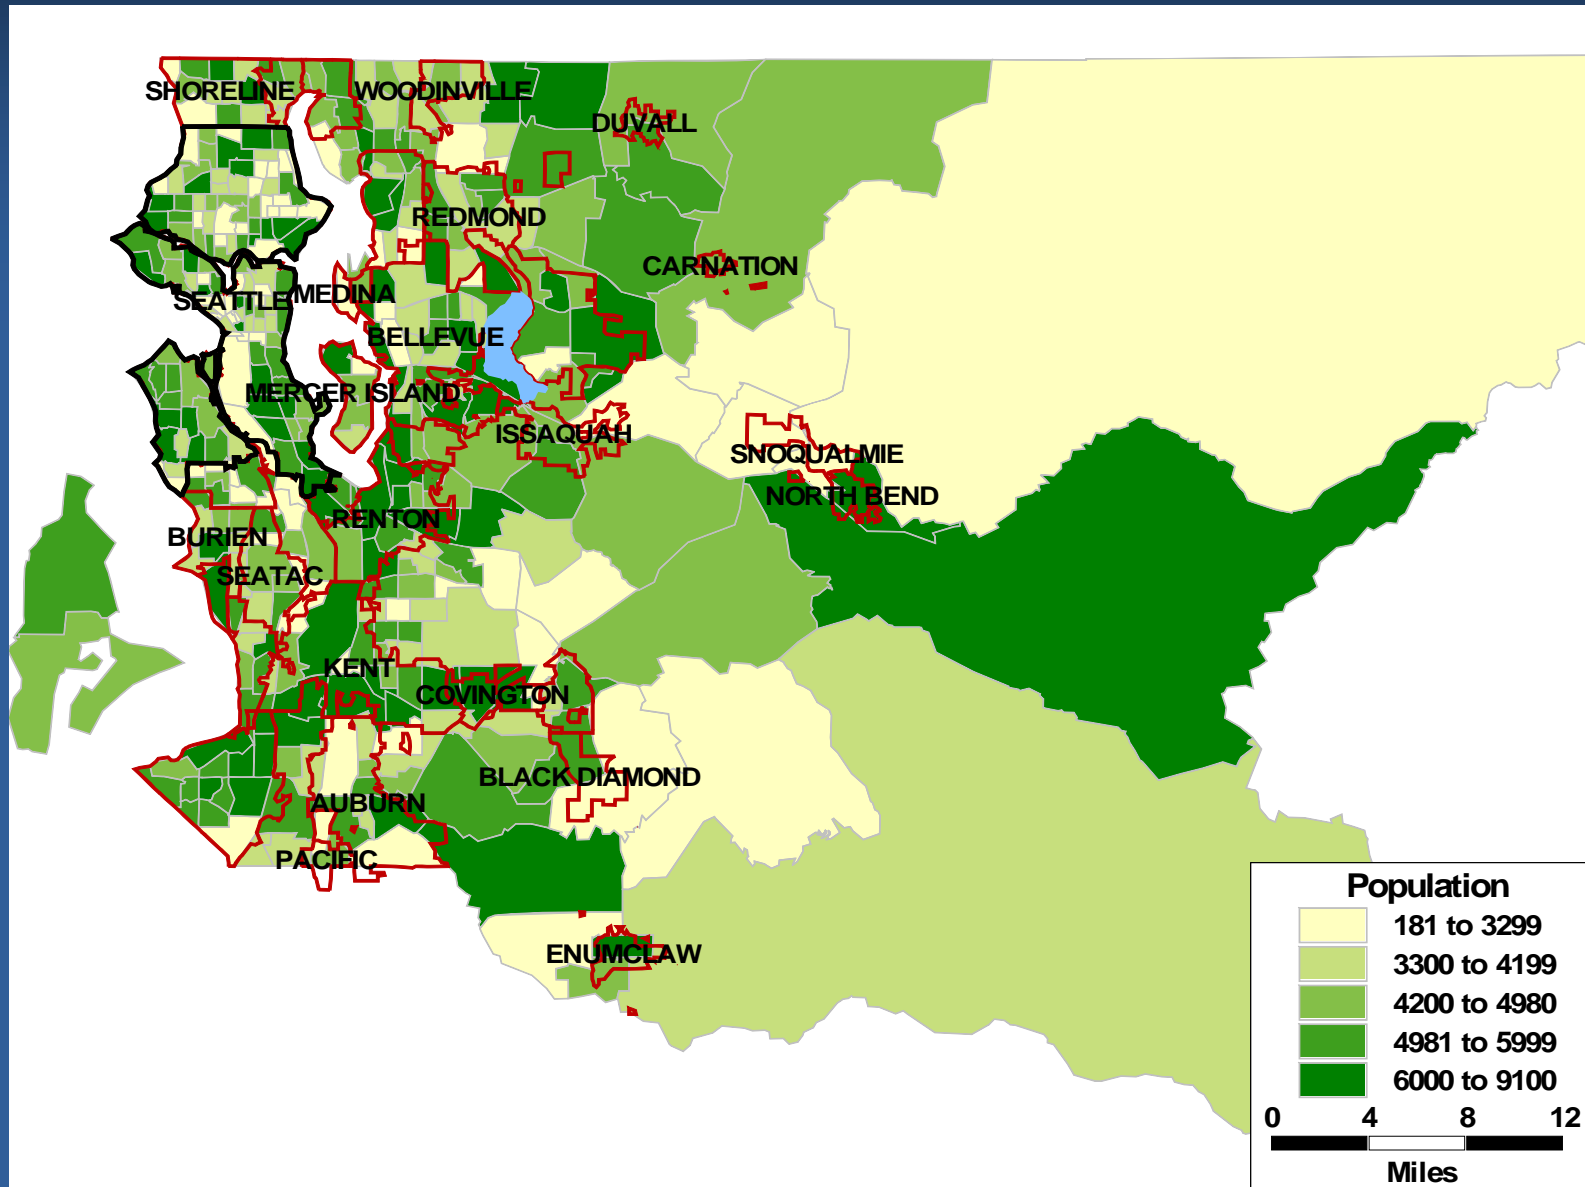 SHORELINE
WOODINVILLE
DUVALL
REDMOND
CARNATION
SEATTLE
MEDINA
BELLEVUE
MERCER ISLAND
ISSAQUAH
SNOQUALMIE
NORTH BEND
RENTON
BURIEN
SEATAC
KENT
COVINGTON
BLACK DIAMOND
AUBURN
PACIFIC
ENUMCLAW
Population
181 to 3299
3300 to 4199
4200 to 4980
4981 to 5999
6000 to 9100
0 4 8 12
Miles